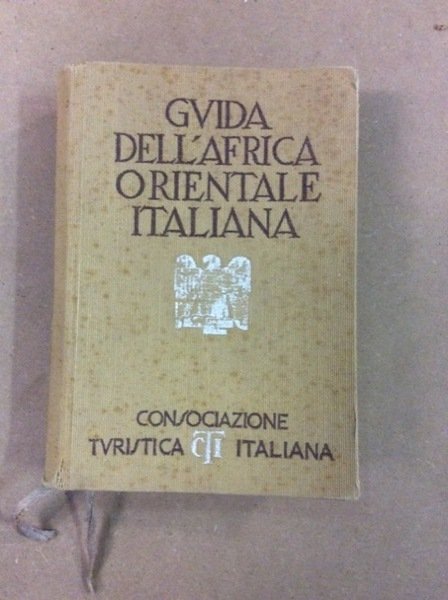 GVIDA
DELL'AFRICA
ORIENTALE
ITALIANA
CONSOCIAZIONE
TVRISTICA CTI ITALIANA